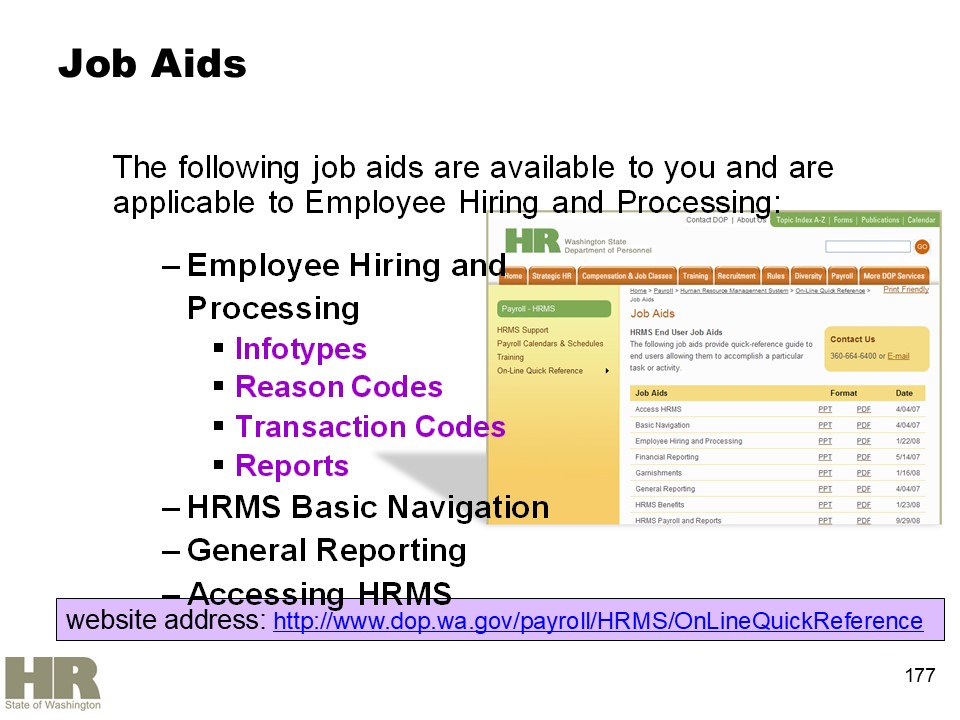 Job Aids
The following job aids are available to you and are
applicable to Employee Hiring and Processing:
– Employee Hiring and
Processing
▪ Infotypes
▪ Reason Codes
▪ Transaction Codes
▪ Reports
– HRMS Basic Navigation
– General Reporting
– Accessing HRMS
Contact DOP | About Us
Topic Index A-Z | Forms | Publications | Calendar
HR Washington State
Department of Personnel
GO
Home Strategic HR Compensation & Job Classes Training Recruitment Rules Diversity Payroll More DOP Services
Home > Payroll > Human Resource Management System > On-Line Quick Reference >
Job Aids
Print Friendly
Payroll - HRMS
HRMS Support
Payroll Calendars & Schedules
Training
On-Line Quick Reference
Job Aids
HRMS End User Job Aids
The following job aids provide quick-reference guide to
end users allowing them to accomplish a particular
task or activity.
Contact Us
360-664-6400 or E-mail
Job Aids Format Date
Access HRMS PPT PDF 4/04/07
Basic Navigation PPT PDF 4/04/07
Employee Hiring and Processing PPT PDF 1/22/08
Financial Reporting PPT PDF 5/14/07
Garnishments PPT PDF 1/16/08
General Reporting PPT PDF 4/04/07
HRMS Benefits PPT PDF 1/23/08
HRMS Payroll and Reports PPT PDF 9/29/08
website address: http://www.dop.wa.gov/payroll/HRMS/OnLineQuickReference
177
HR
State of Washington